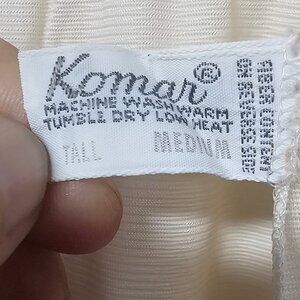 Komar®
MACHINE WASH WARM
TUMBLE DRY LOW HEAT
TALL MEDIUM
FIBER CONTENT
ON REVERSE SIDE